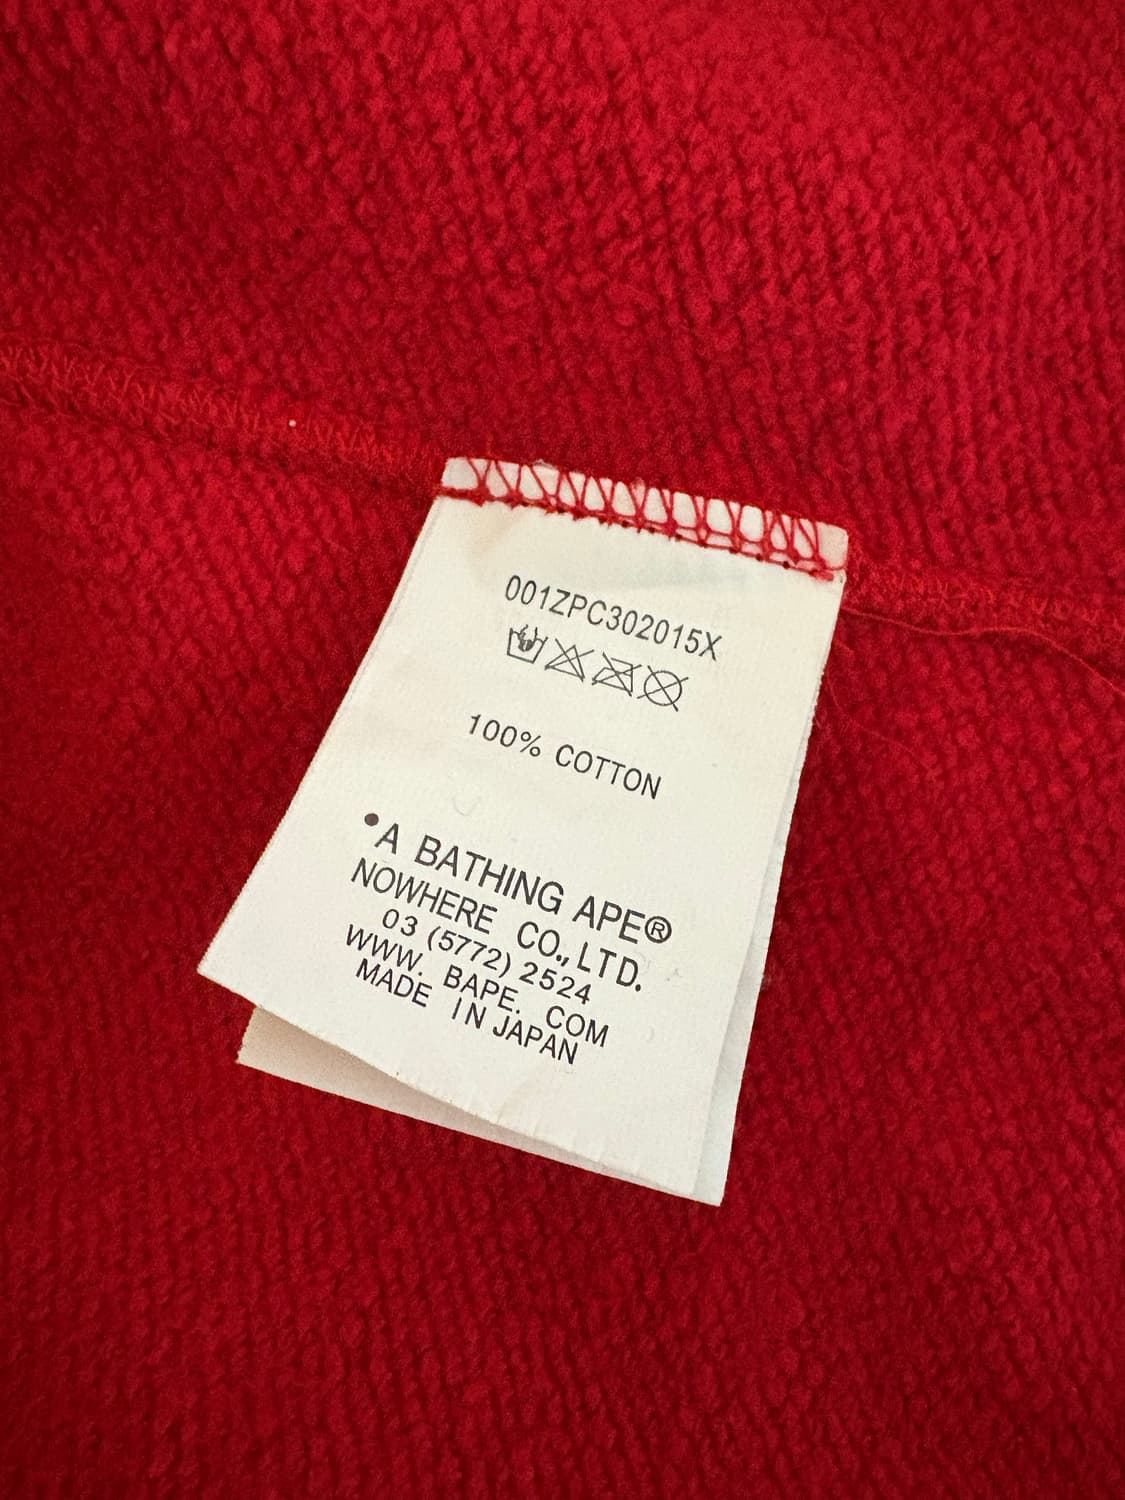 001ZPC302015X
100% COTTON
•A BATHING APE®
NOWHERE CO., LTD.
03 (5772) 2524
WWW. BAPE. COM
MADE IN JAPAN